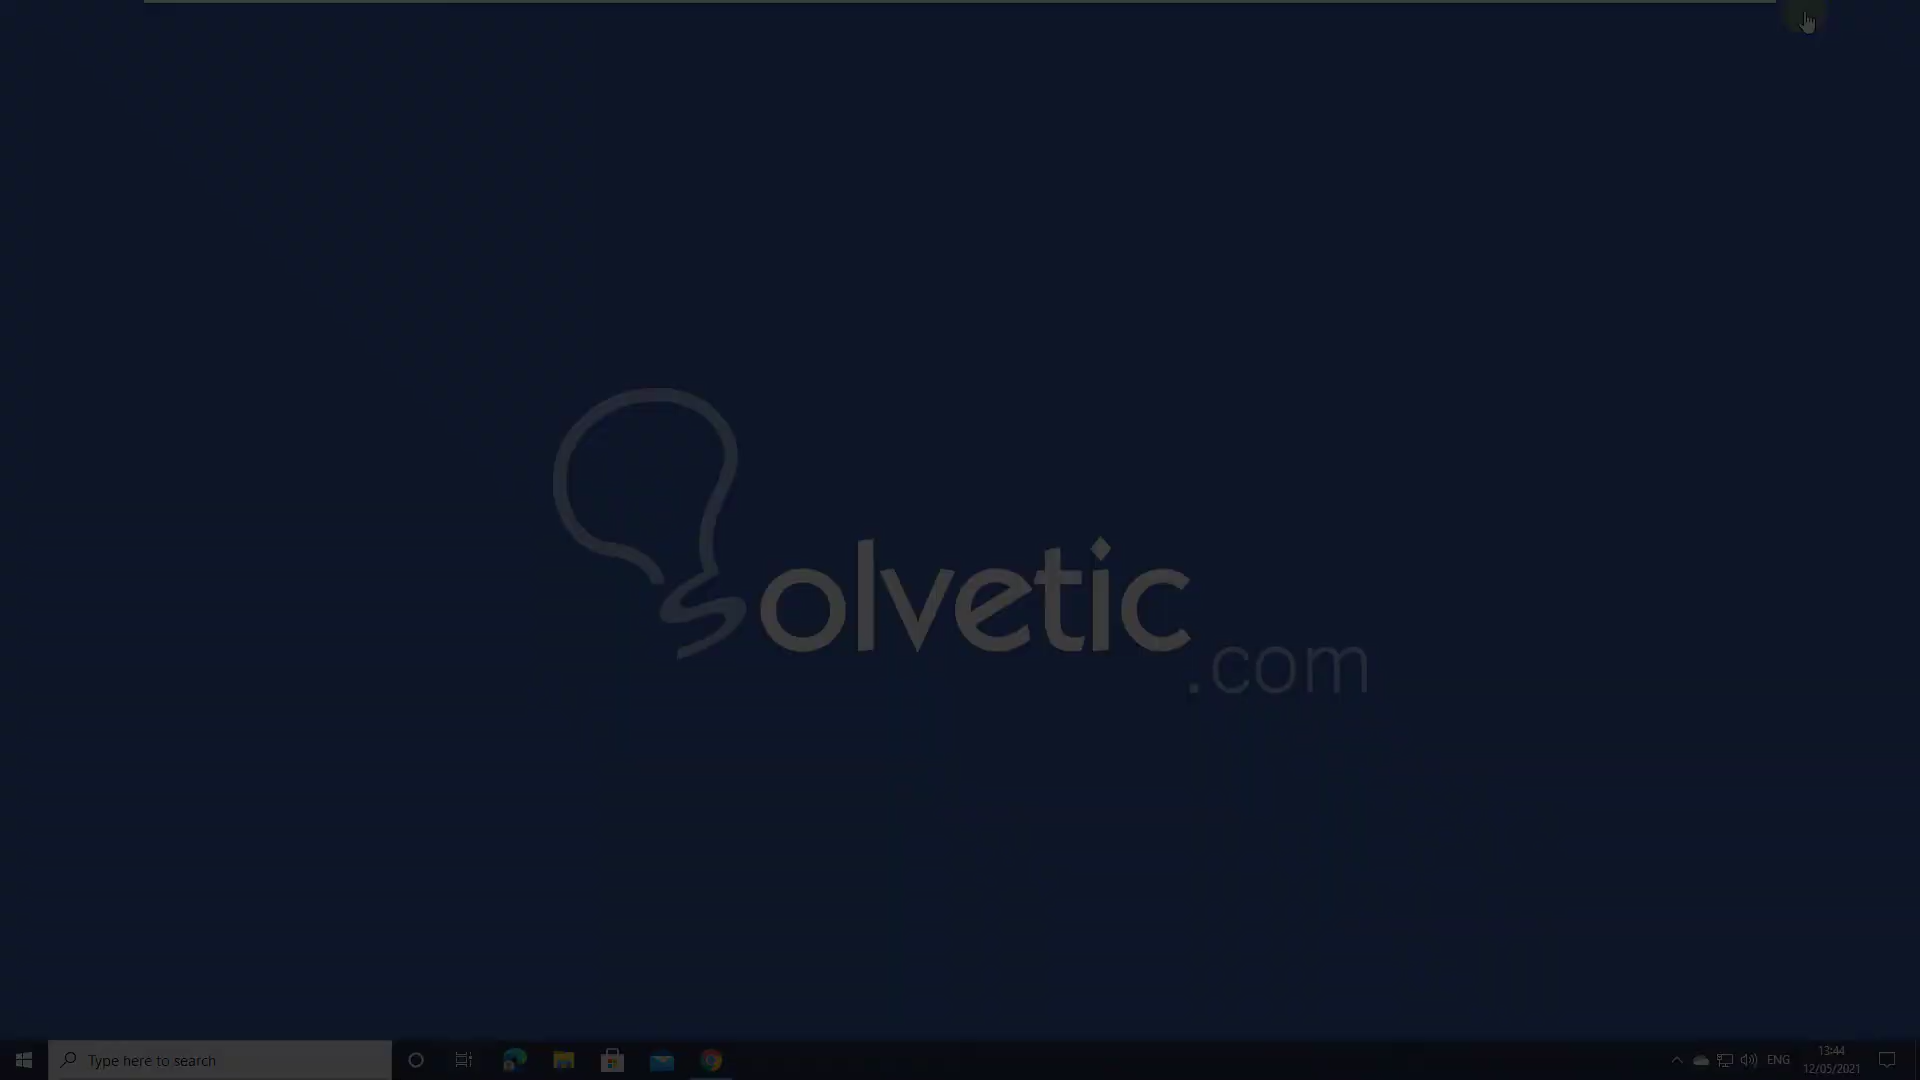 solvetic
.com
Type here to search
ENG
13:44
12/05/2021